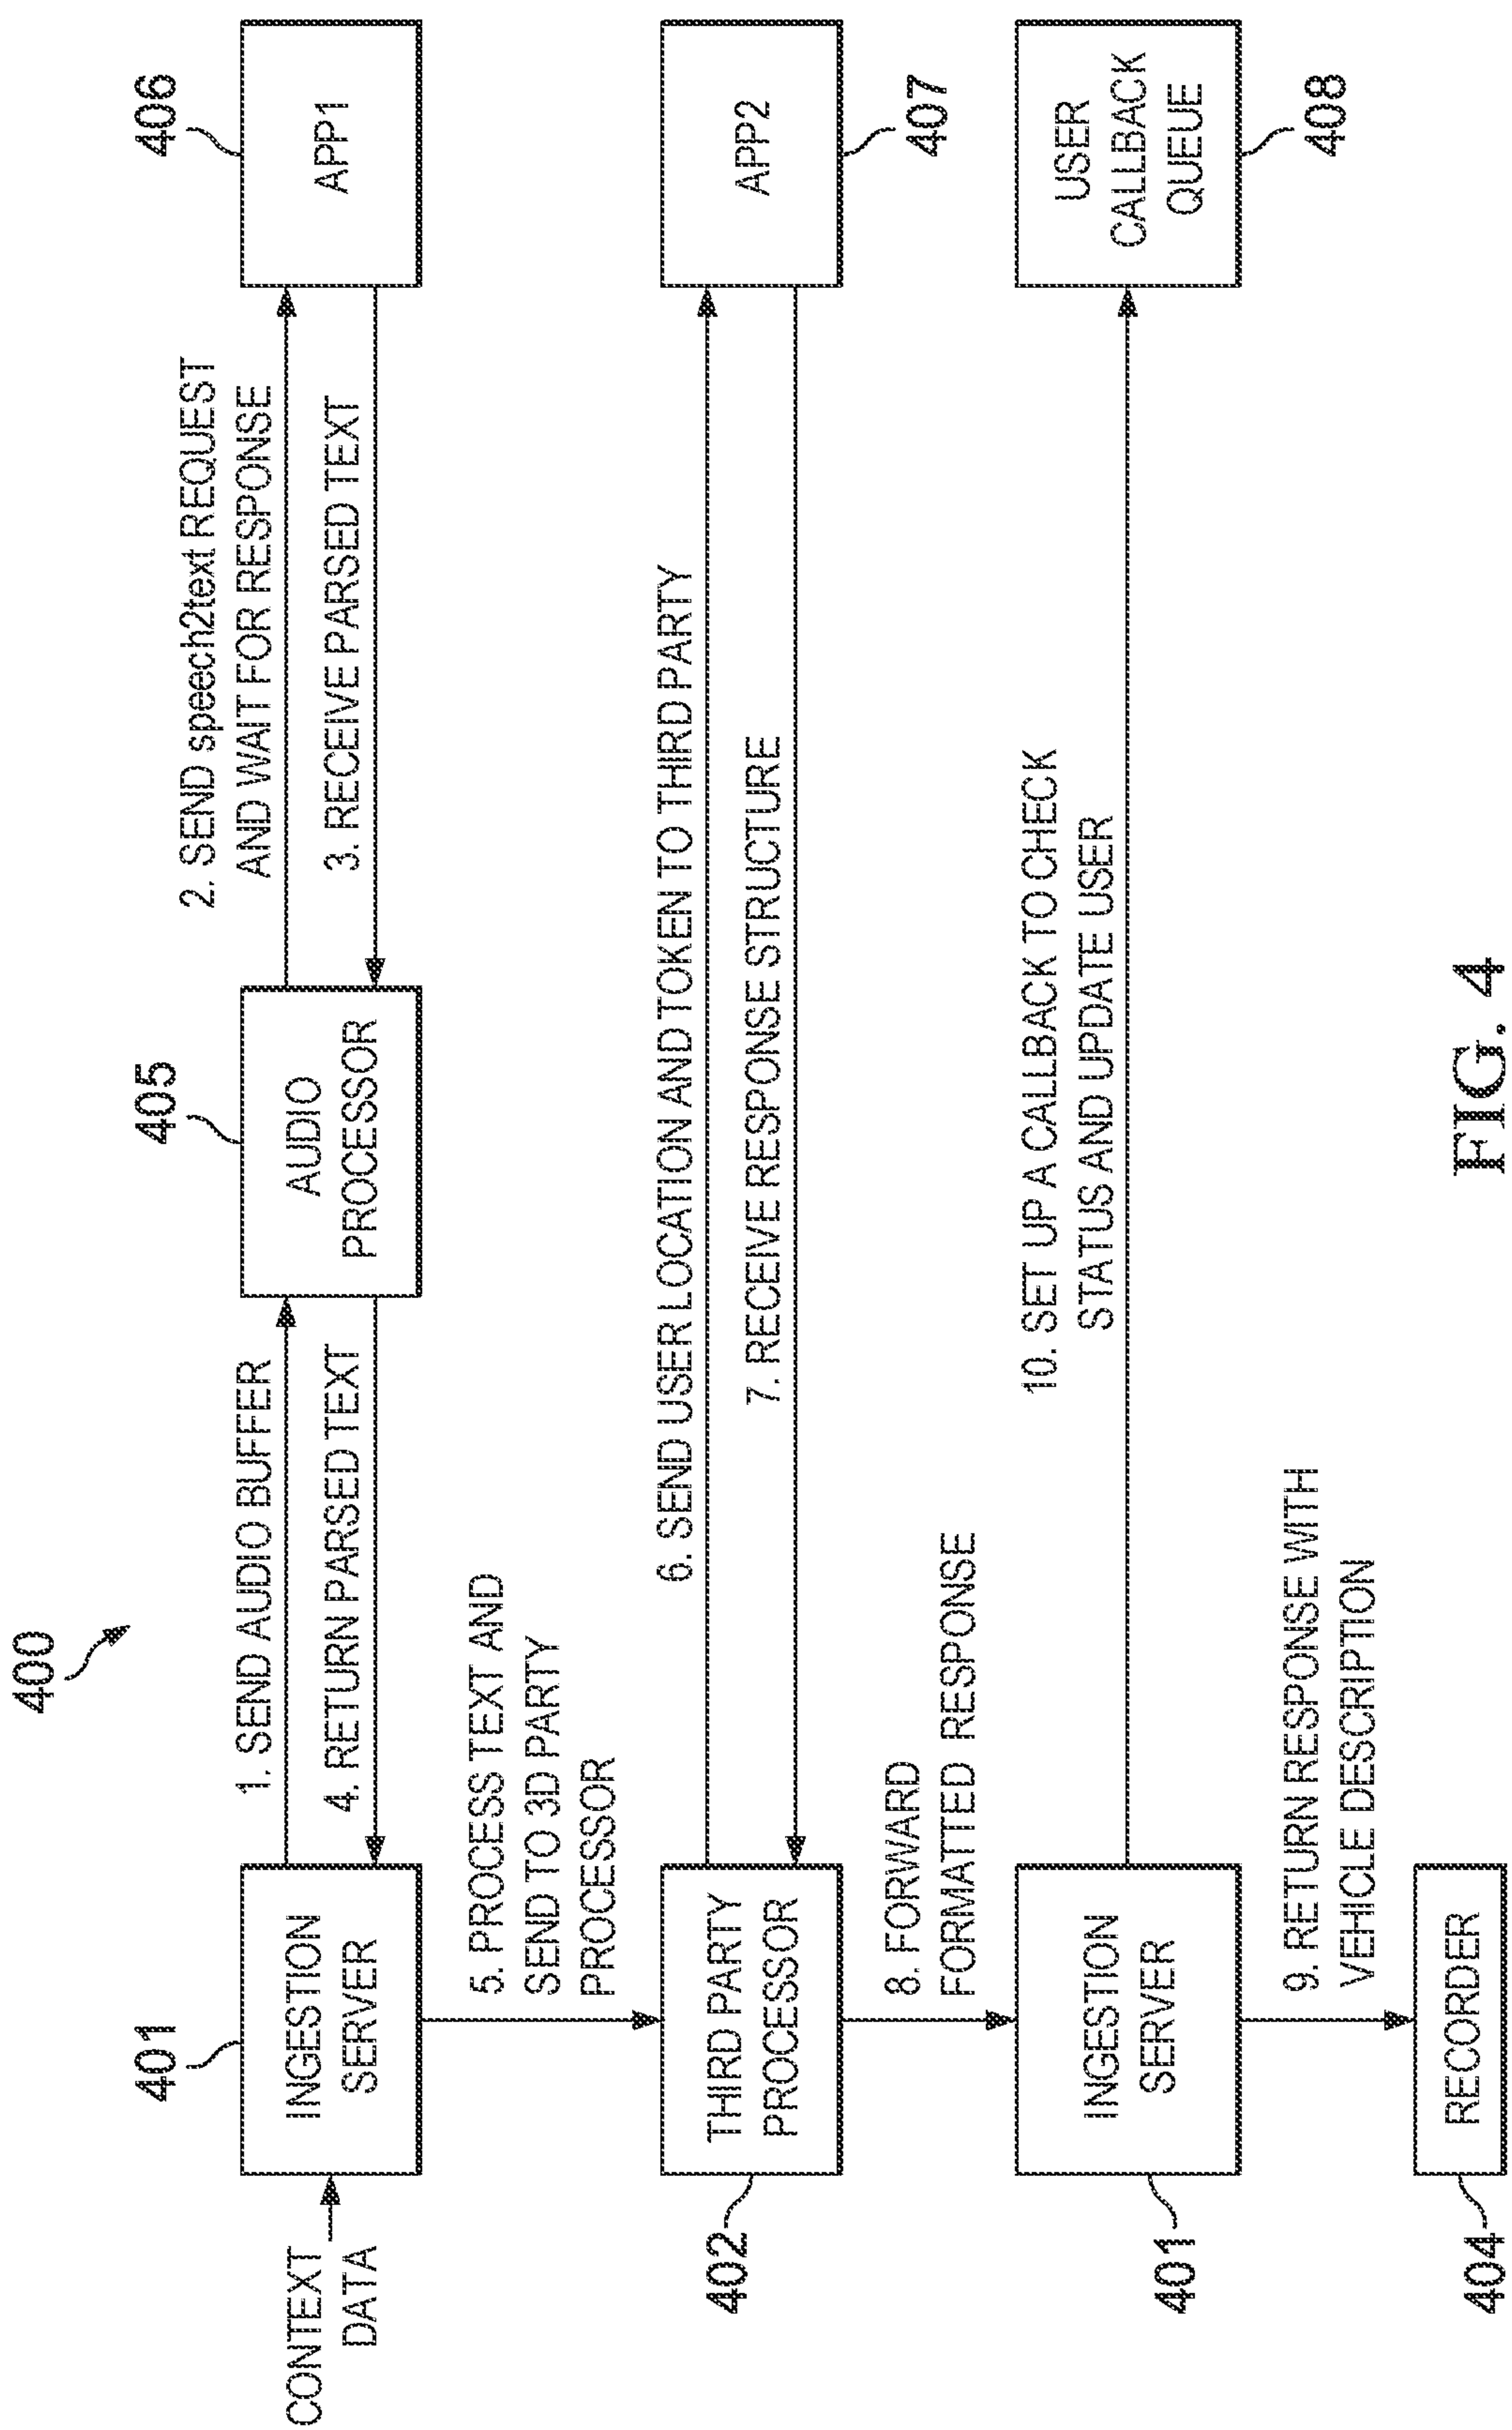 400
CONTEXT
DATA
401
INGESTION
SERVER
1. SEND AUDIO BUFFER
4. RETURN PARSED TEXT
405
AUDIO
PROCESSOR
2. SEND speech2text REQUEST
AND WAIT FOR RESPONSE
3. RECEIVE PARSED TEXT
406
APP1
5. PROCESS TEXT AND
SEND TO 3D PARTY
PROCESSOR
402
THIRD PARTY
PROCESSOR
6. SEND USER LOCATION AND TOKEN TO THIRD PARTY
7. RECEIVE RESPONSE STRUCTURE
APP2
407
8. FORWARD
FORMATTED RESPONSE
401
INGESTION
SERVER
10. SET UP A CALLBACK TO CHECK
STATUS AND UPDATE USER
USER
CALLBACK
QUEUE
408
9. RETURN RESPONSE WITH
VEHICLE DESCRIPTION
404
RECORDER
FIG. 4